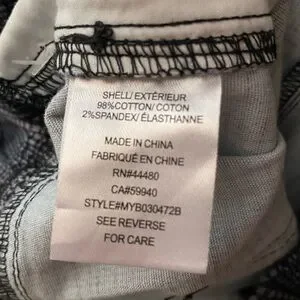 SHELL/EXTÉRIEUR
98%COTTON/COTON
2%SPANDEX/ÉLASTHANNE
MADE IN CHINA
FABRIQUÉ EN CHINE
RN#44480
CA#59940
STYLE#MYB030472B
SEE REVERSE
FOR CARE